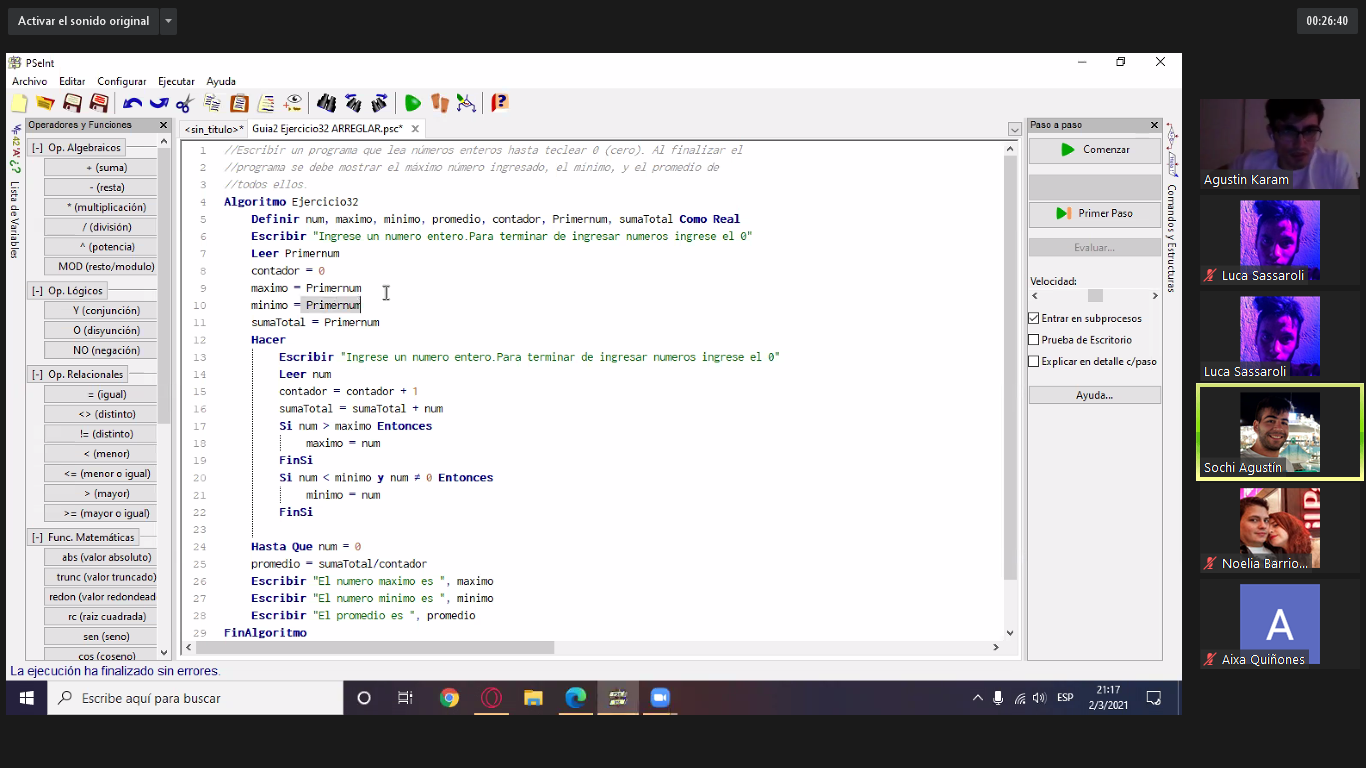 Activar el sonido original
00:26:40
PSeInt
Archivo Editar Configurar Ejecutar Ayuda
Operadores y Funciones
<sin_titulo>* Guia2 Ejercicio32 ARREGLAR.psc*
Paso a paso
Lista de Variables
[-] Op. Algebraicos
+ (suma)
- (resta)
* (multiplicación)
/ (división)
^ (potencia)
MOD (resto/modulo)
[-] Op. Lógicos
Y (conjunción)
O (disyunción)
NO (negación)
[-] Op. Relacionales
= (igual)
<> (distinto)
!= (distinto)
< (menor)
<= (menor o igual)
> (mayor)
>= (mayor o igual)
[-] Func. Matemáticas
abs (valor absoluto)
trunc (valor truncado)
redon (valor redondead
rc (raiz cuadrada)
sen (seno)
cos (coseno)
1 //Escribir un programa que lea números enteros hasta teclear 0 (cero). Al finalizar el
2 //programa se debe mostrar el máximo número ingresado, el mínimo, y el promedio de
3 //todos ellos.
4 Algoritmo Ejercicio32
5 Definir num, maximo, minimo, promedio, contador, Primernum, sumaTotal Como Real
6 Escribir "Ingrese un numero entero.Para terminar de ingresar numeros ingrese el 0"
7 Leer Primernum
8 contador = 0
9 maximo = Primernum
10 minimo = Primernum
11 sumaTotal = Primernum
12 Hacer
13 Escribir "Ingrese un numero entero.Para terminar de ingresar numeros ingrese el 0"
14 Leer num
15 contador = contador + 1
16 sumaTotal = sumaTotal + num
17 Si num > maximo Entonces
18 maximo = num
19 FinSi
20 Si num < minimo y num ≠ 0 Entonces
21 minimo = num
22 FinSi
23
24 Hasta Que num = 0
25 promedio = sumaTotal/contador
26 Escribir "El numero maximo es ", maximo
27 Escribir "El numero minimo es ", minimo
28 Escribir "El promedio es ", promedio
29 FinAlgoritmo
Comenzar
Primer Paso
Evaluar...
Velocidad:
Entrar en subprocesos
Prueba de Escritorio
Explicar en detalle c/paso
Ayuda...
Comandos y Estructuras
La ejecución ha finalizado sin errores.
Escribe aquí para buscar
ESP
21:17
2/3/2021
Agustin Karam
Luca Sassaroli
Luca Sassaroli
Sochi Agustín
Noelia Barrio...
A
Aixa Quiñones